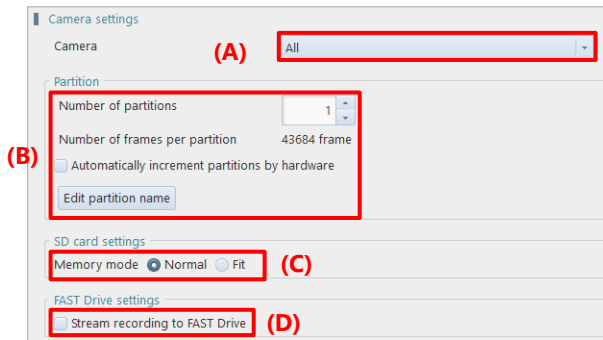 Camera settings
Camera (A) All
Partition
Number of partitions 1
Number of frames per partition 43684 frame
(B) Automatically increment partitions by hardware
Edit partition name
SD card settings
Memory mode Normal Fit (C)
FAST Drive settings
Stream recording to FAST Drive (D)